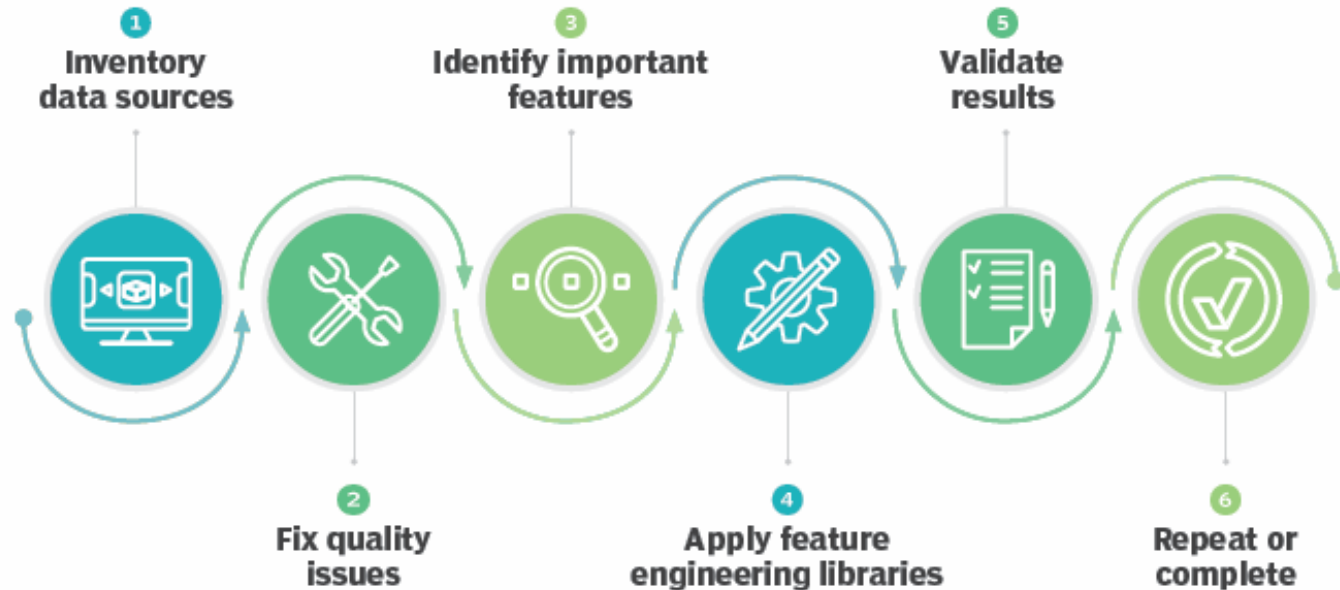 1
Inventory
data sources
2
Fix quality
issues
3
Identify important
features
4
Apply feature
engineering libraries
5
Validate
results
6
Repeat or
complete